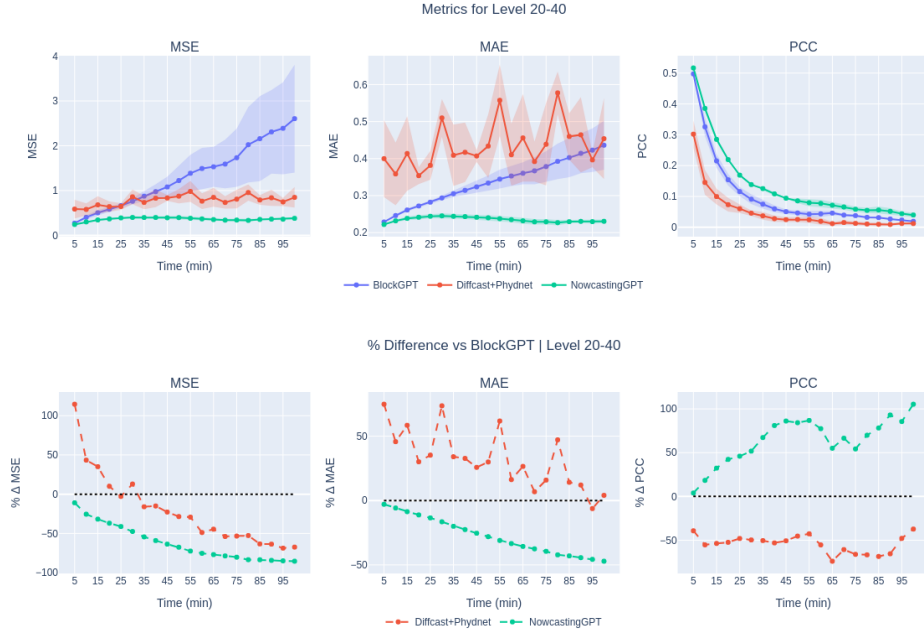 Metrics for Level 20-40
MSE
MAE
PCC
4
3
2
1
0
MSE
0.6
0.5
0.4
0.3
0.2
MAE
0.5
0.4
0.3
0.2
0.1
0
PCC
5 15 25 35 45 55 65 75 85 95
5 15 25 35 45 55 65 75 85 95
5 15 25 35 45 55 65 75 85 95
Time (min)
Time (min)
Time (min)
BlockGPT Diffcast+Phydnet NowcastingGPT
% Difference vs BlockGPT | Level 20-40
MSE
MAE
PCC
100
50
0
−50
−100
% Δ MSE
50
0
−50
% Δ MAE
100
50
0
−50
% Δ PCC
5 15 25 35 45 55 65 75 85 95
5 15 25 35 45 55 65 75 85 95
5 15 25 35 45 55 65 75 85 95
Time (min)
Time (min)
Time (min)
Diffcast+Phydnet NowcastingGPT